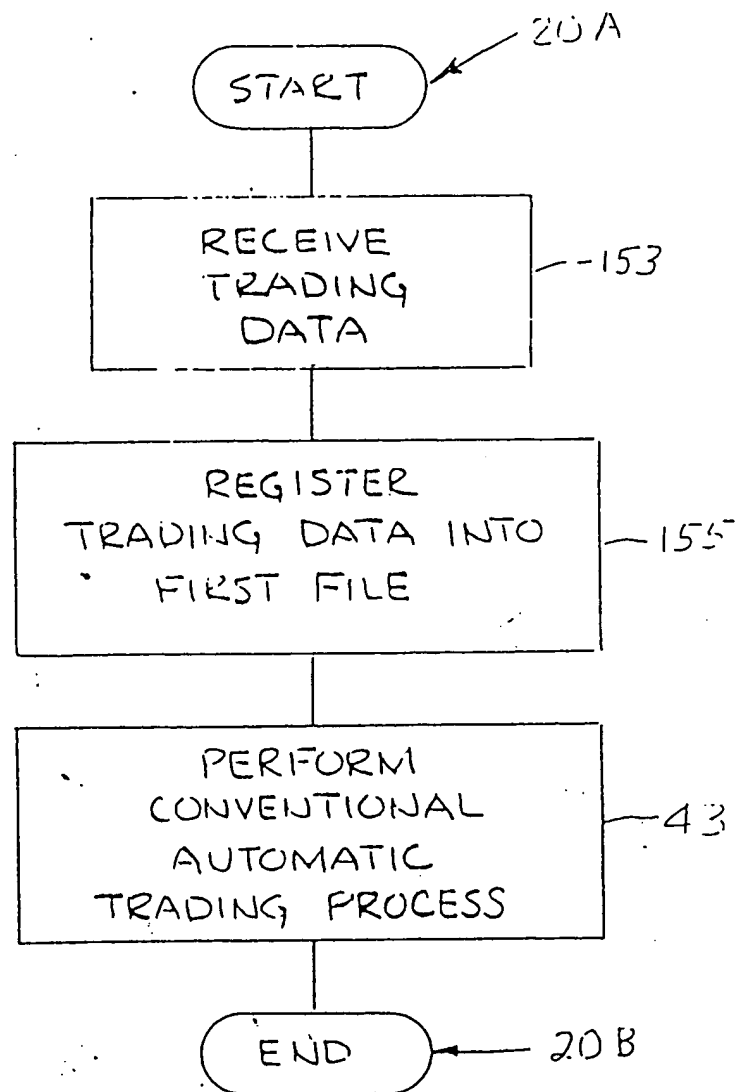 20A
START
RECEIVE
TRADING
DATA
153
REGISTER
TRADING DATA INTO
FIRST FILE
155
PERFORM
CONVENTIONAL
AUTOMATIC
TRADING PROCESS
43
END
20B